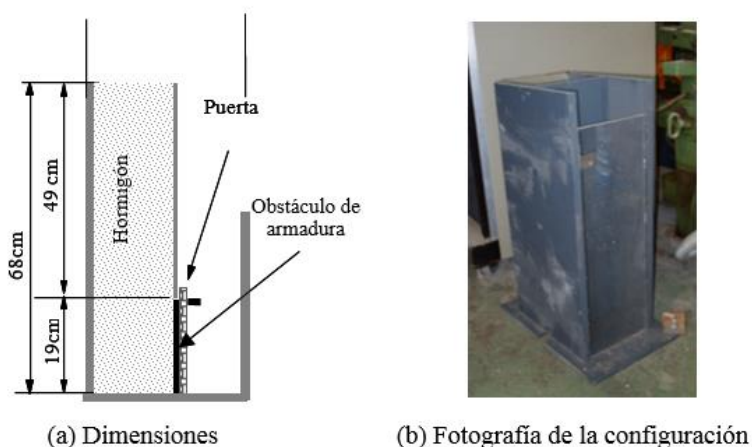 Puerta
Hormigón
49 cm
68cm
19cm
Obstáculo de
armadura
(a) Dimensiones
(b) Fotografía de la configuración